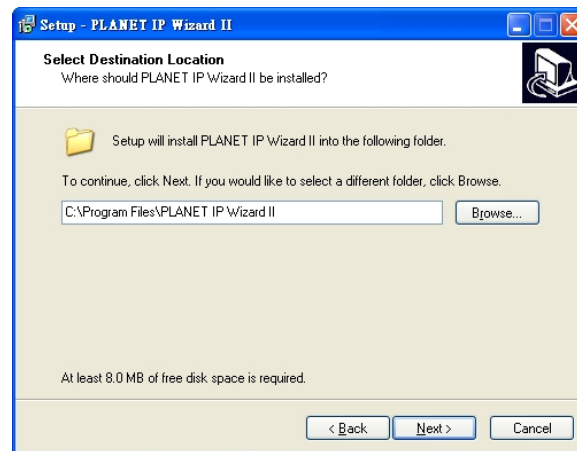 Setup - PLANET IP Wizard II
Select Destination Location
Where should PLANET IP Wizard II be installed?
Setup will install PLANET IP Wizard II into the following folder.
To continue, click Next. If you would like to select a different folder, click Browse.
C:\Program Files\PLANET IP Wizard II
Browse...
At least 8.0 MB of free disk space is required.
< Back
Next >
Cancel